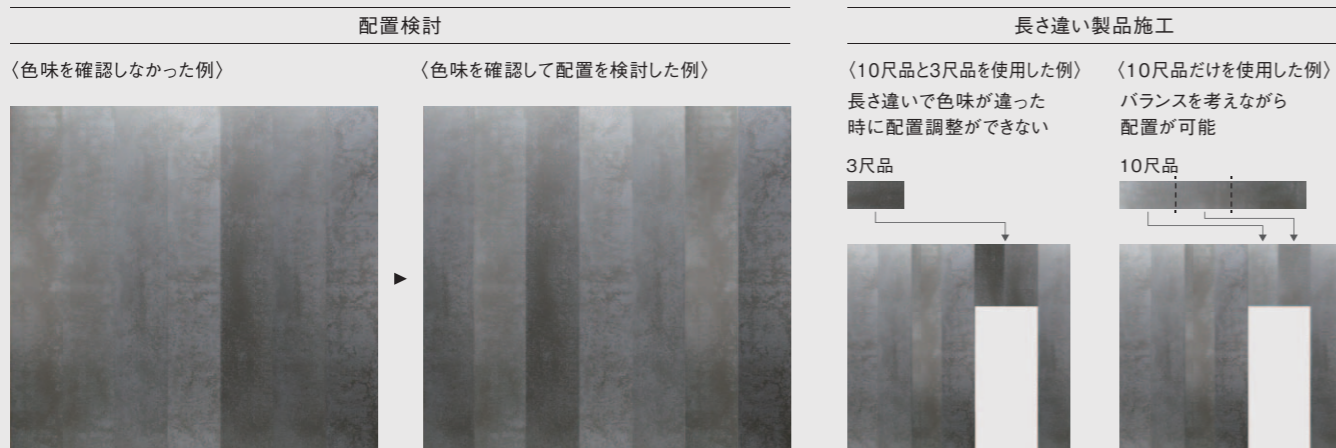 配置検討
〈色味を確認しなかった例〉
〈色味を確認して配置を検討した例〉
長さ違い製品施工
〈10尺品と3尺品を使用した例〉
長さ違いで色味が違った
時に配置調整ができない
3尺品
〈10尺品だけを使用した例〉
バランスを考えながら
配置が可能
10尺品